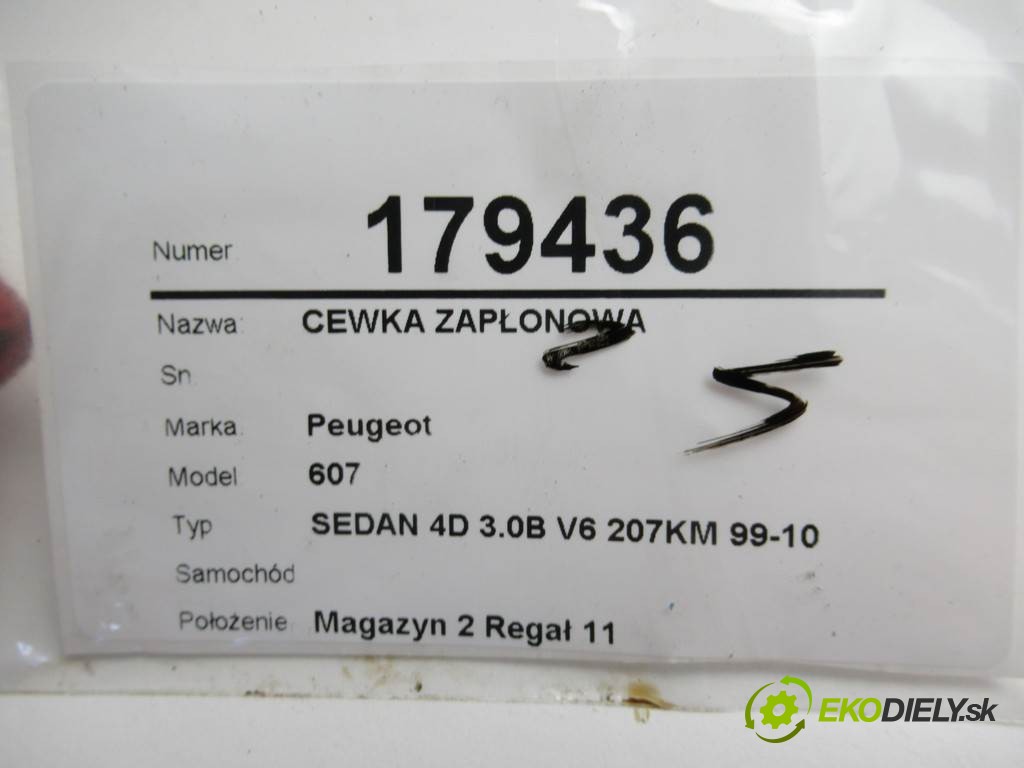 Numer 179436
Nazwa: CEWKA ZAPŁONOWA
Sn.
Marka: Peugeot
5
Model 607
Typ SEDAN 4D 3.0B V6 207KM 99-10
Samochód
Położenie: Magazyn 2 Regał 11
EKODIELY.sk